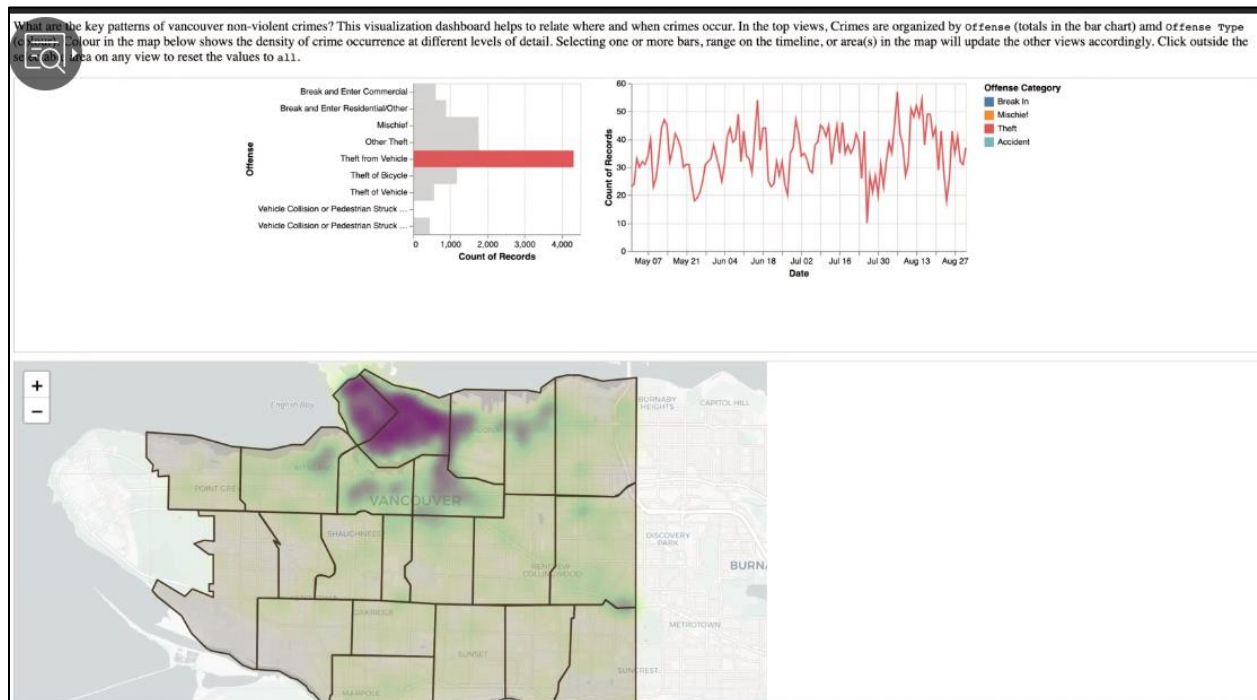 What are the key patterns of vancouver non-violent crimes? This visualization dashboard helps to relate where and when crimes occur. In the top views, Crimes are organized by Offense (totals in the bar chart) amd Offense Type
Colour in the map below shows the density of crime occurrence at different levels of detail. Selecting one or more bars, range on the timeline, or area(s) in the map will update the other views accordingly. Click outside the
area on any view to reset the values to all.
Offense
Break and Enter Commercial
Break and Enter Residential/Other
Mischief
Other Theft
Theft from Vehicle
Theft of Bicycle
Theft of Vehicle
Vehicle Collision or Pedestrian Struck ...
Vehicle Collision or Pedestrian Struck ...
0 1,000 2,000 3,000 4,000
Count of Records
Count of Records
60
50
40
30
20
10
0
May 07 May 21 Jun 04 Jun 18 Jul 02 Jul 16 Jul 30 Aug 13 Aug 27
Date
Offense Category
Break In
Mischief
Theft
Accident
+
−
English Bay
BURNABY
HEIGHTS
CAPITOL HILL
POINT GREY
VANCOUVER
SHAUGHNESSY
DISCOVERY
PARK
RENFREW
COLLINGWOOD
BURNA
OAKRIDGE
METROTOWN
SUNSET
SUNCREST
MARPOLE